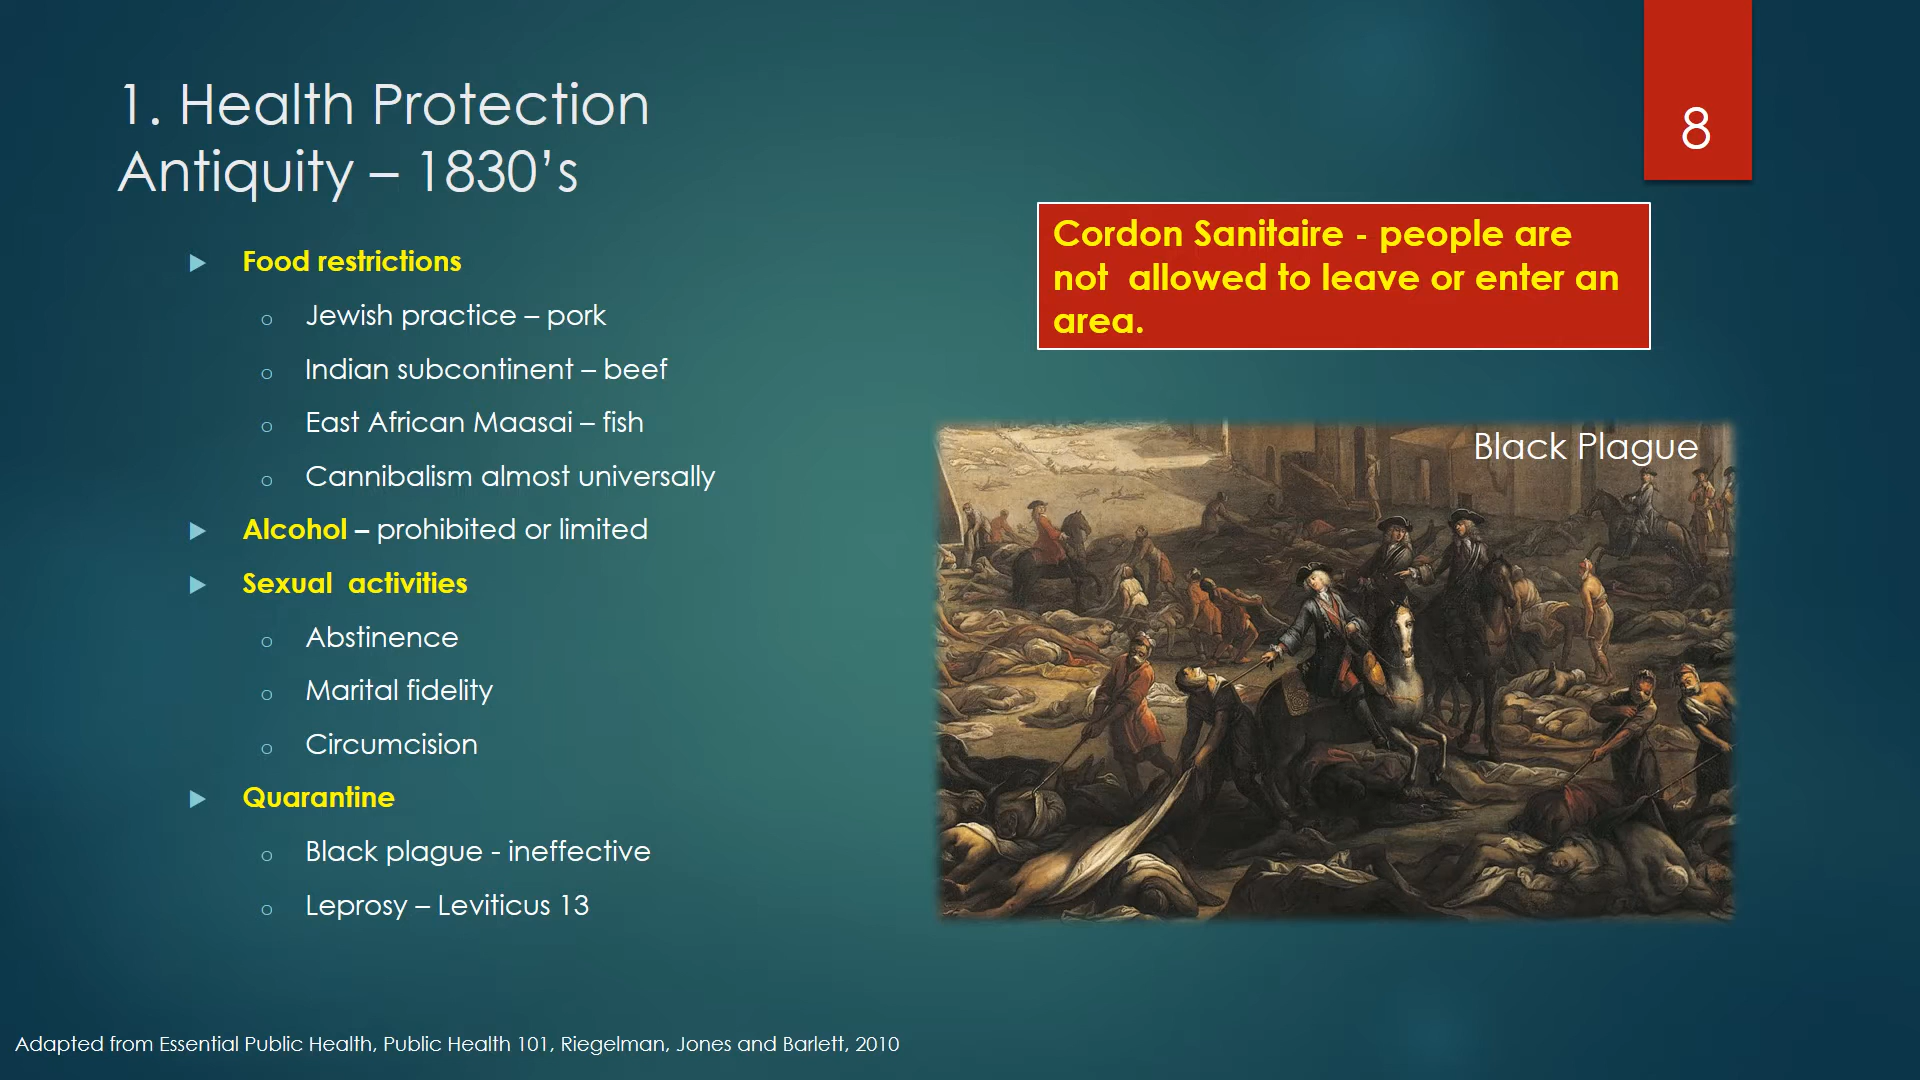 1. Health Protection
Antiquity – 1830’s
8
Food restrictions
Jewish practice – pork
Indian subcontinent – beef
East African Maasai – fish
Cannibalism almost universally
Alcohol – prohibited or limited
Sexual  activities
Abstinence
Marital fidelity
Circumcision
Quarantine
Black plague - ineffective
Leprosy – Leviticus 13
Cordon Sanitaire - people are
not  allowed to leave or enter an
area.
Black Plague
Adapted from Essential Public Health, Public Health 101, Riegelman, Jones and Barlett, 2010